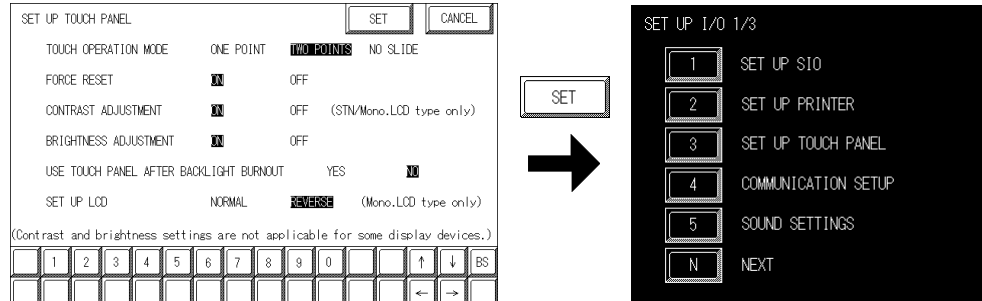 SET UP TOUCH PANEL SET CANCEL
TOUCH OPERATION MODE ONE POINT TWO POINTS NO SLIDE
FORCE RESET ON OFF
CONTRAST ADJUSTMENT ON OFF (STN/Mono.LCD type only)
BRIGHTNESS ADJUSTMENT ON OFF
USE TOUCH PANEL AFTER BACKLIGHT BURNOUT YES NO
SET UP LCD NORMAL REVERSE (Mono.LCD type only)
(Contrast and brightness settings are not applicable for some display devices.)
1 2 3 4 5 6 7 8 9 0 ↑ ↓ BS
← →
SET
SET UP I/O 1/3
1 SET UP SIO
2 SET UP PRINTER
3 SET UP TOUCH PANEL
4 COMMUNICATION SETUP
5 SOUND SETTINGS
N NEXT